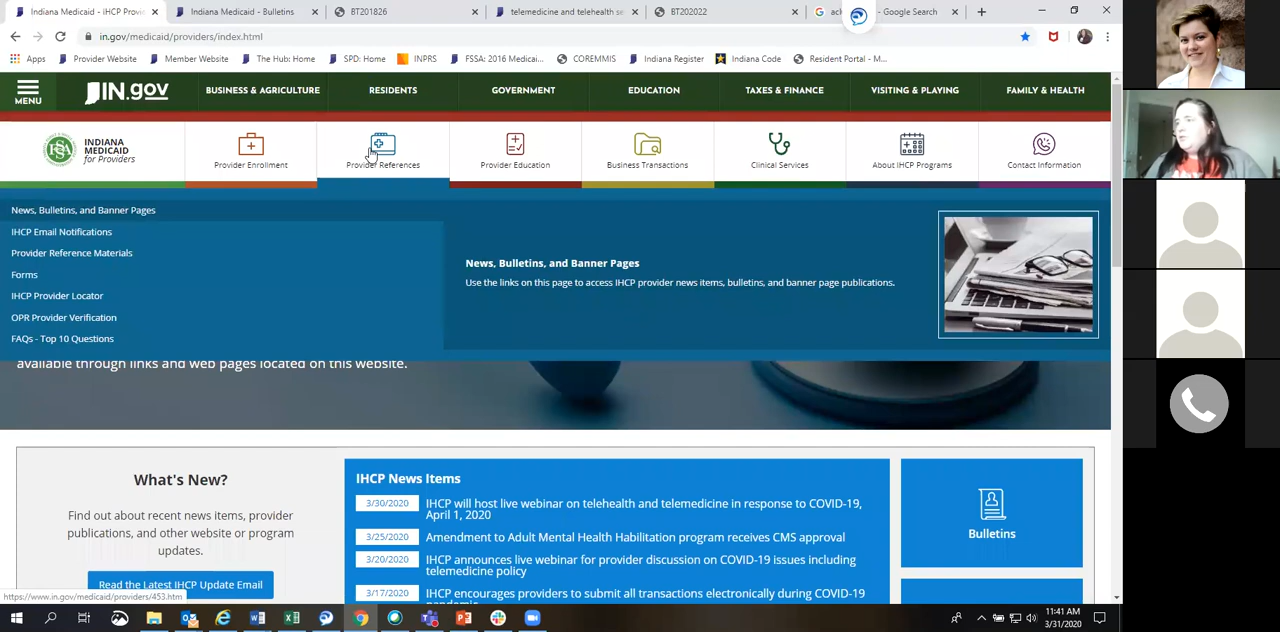 Indiana Medicaid - IHCP Provi
Indiana Medicaid - Bulletins
BT201826
telemedicine and telehealth se
BT202022
- Google Search
in.gov/medicaid/providers/index.html
Apps
Provider Website
Member Website
The Hub: Home
SPD: Home
INPRS
FSSA: 2016 Medicai...
COREMMIS
Indiana Register
Indiana Code
Resident Portal - M...
MENU
IN.gov
BUSINESS & AGRICULTURE
RESIDENTS
GOVERNMENT
EDUCATION
TAXES & FINANCE
VISITING & PLAYING
FAMILY & HEALTH
INDIANA
MEDICAID
for Providers
Provider Enrollment
Provider References
Provider Education
Business Transactions
Clinical Services
About IHCP Programs
Contact Information
News, Bulletins, and Banner Pages
IHCP Email Notifications
Provider Reference Materials
Forms
IHCP Provider Locator
OPR Provider Verification
FAQs - Top 10 Questions
News, Bulletins, and Banner Pages
Use the links on this page to access IHCP provider news items, bulletins, and banner page publications.
available through links and web pages located on this website.
What's New?
Find out about recent news items, provider
publications, and other website or program
updates.
Read the Latest IHCP Update Email
IHCP News Items
3/30/2020
IHCP will host live webinar on telehealth and telemedicine in response to COVID-19,
April 1, 2020
3/25/2020
Amendment to Adult Mental Health Habilitation program receives CMS approval
3/20/2020
IHCP announces live webinar for provider discussion on COVID-19 issues including
telemedicine policy
3/17/2020
IHCP encourages providers to submit all transactions electronically during COVID-19
Bulletins
https://www.in.gov/medicaid/providers/453.htm
11:41 AM
3/31/2020